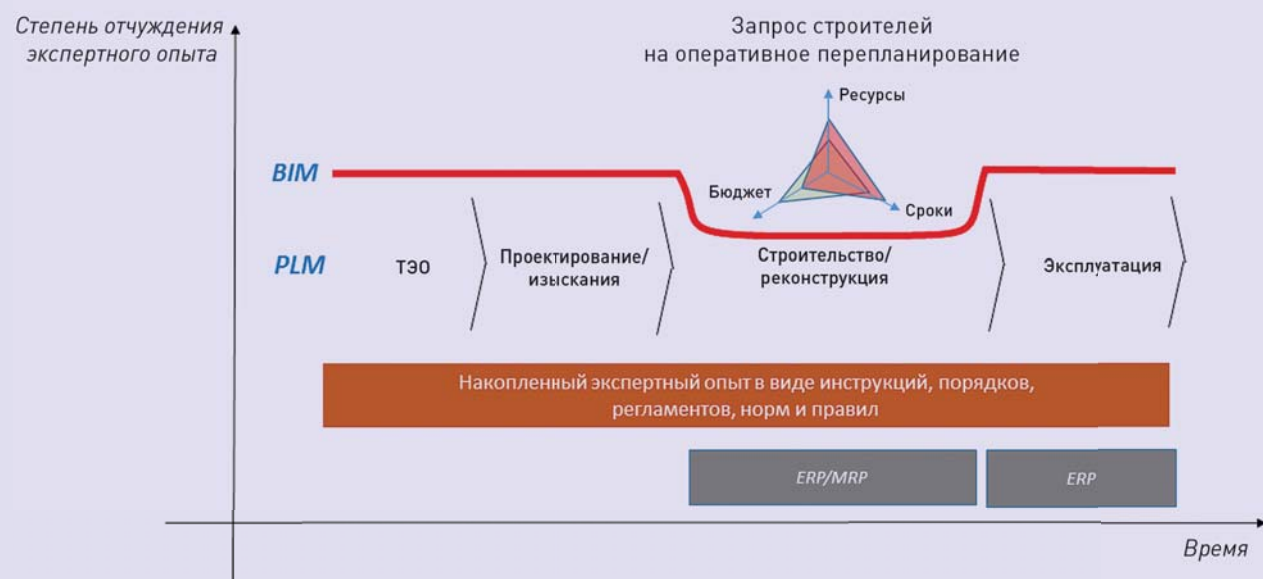 Степень отчуждения
экспертного опыта
Запрос строителей
на оперативное перепланирование
Ресурсы
Бюджет
Сроки
BIM
PLM
ТЭО
Проектирование/
изыскания
Строительство/
реконструкция
Эксплуатация
Накопленный экспертный опыт в виде инструкций, порядков,
регламентов, норм и правил
ERP/MRP
ERP
Время